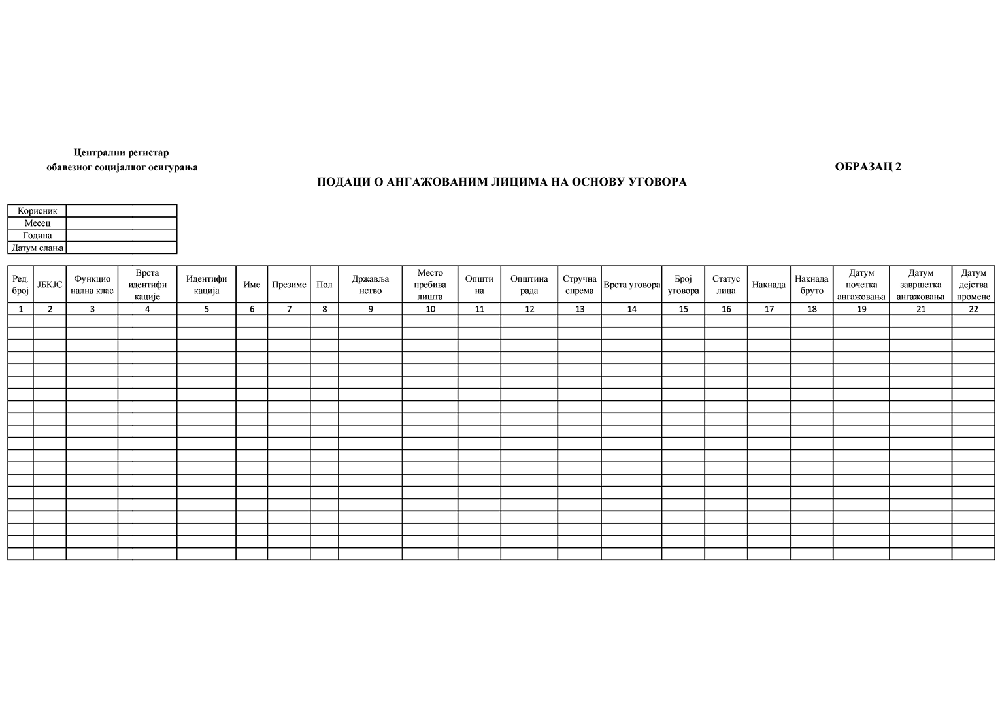 Централни регистар
обавезног социјалног осигурања
ОБРАЗАЦ 2
ПОДАЦИ О АНГАЖОВАНИМ ЛИЦИМА НА ОСНОВУ УГОВОРА
Корисник
Месец
Година
Датум слања
Ред.
број
ЈБКЈС
Функцио
нална клас
Врста
идентифи
кације
Идентифи
кација
Име
Презиме
Пол
Држављa
нство
Место
пребива
лишта
Општи
на
Општина
рада
Стручна
спрема
Врста уговора
Број
уговора
Статус
лица
Накнада
Накнада
бруто
Датум
почетка
ангажовања
Датум
завршетка
ангажовања
Датум
дејства
промене
1 2 3 4 5 6 7 8 9 10 11 12 13 14 15 16 17 18 19 21 22